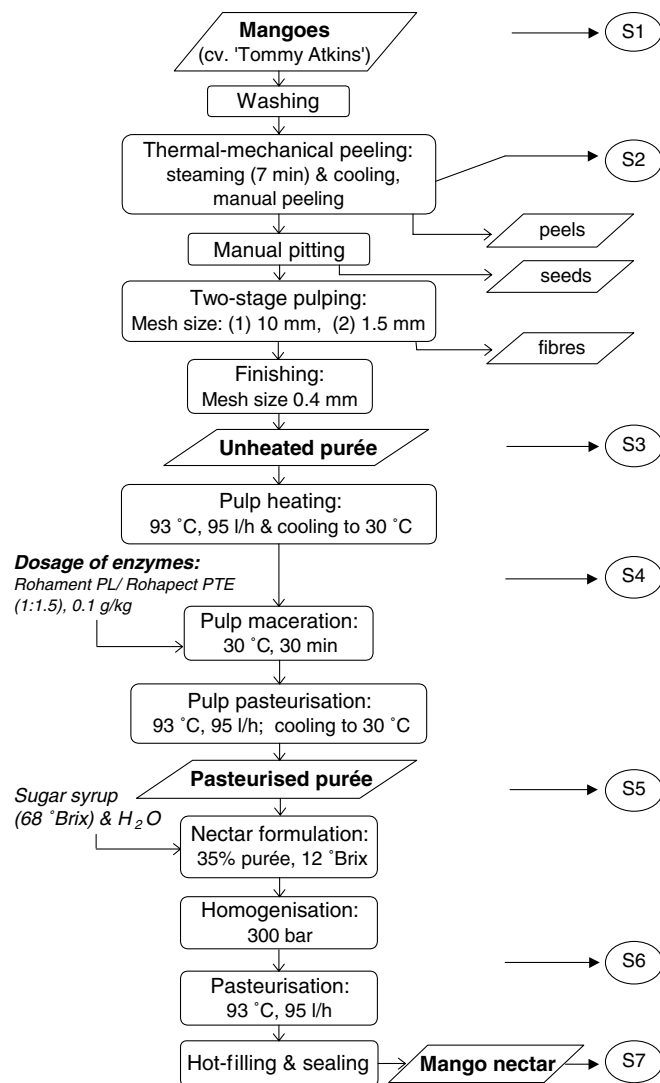 Mangoes
(cv. 'Tommy Atkins')
S1
Washing
Thermal-mechanical peeling:
steaming (7 min) & cooling,
manual peeling
S2
peels
Manual pitting
seeds
Two-stage pulping:
Mesh size: (1) 10 mm, (2) 1.5 mm
fibres
Finishing:
Mesh size 0.4 mm
Unheated purée
S3
Pulp heating:
93 ˚C, 95 l/h & cooling to 30 ˚C
S4
Dosage of enzymes:
Rohament PL/ Rohapect PTE
(1:1.5), 0.1 g/kg
Pulp maceration:
30 ˚C, 30 min
Pulp pasteurisation:
93 ˚C, 95 l/h; cooling to 30 ˚C
Pasteurised purée
S5
Sugar syrup
(68 ˚Brix) & H₂O
Nectar formulation:
35% purée, 12 ˚Brix
Homogenisation:
300 bar
S6
Pasteurisation:
93 ˚C, 95 l/h
Hot-filling & sealing
Mango nectar
S7